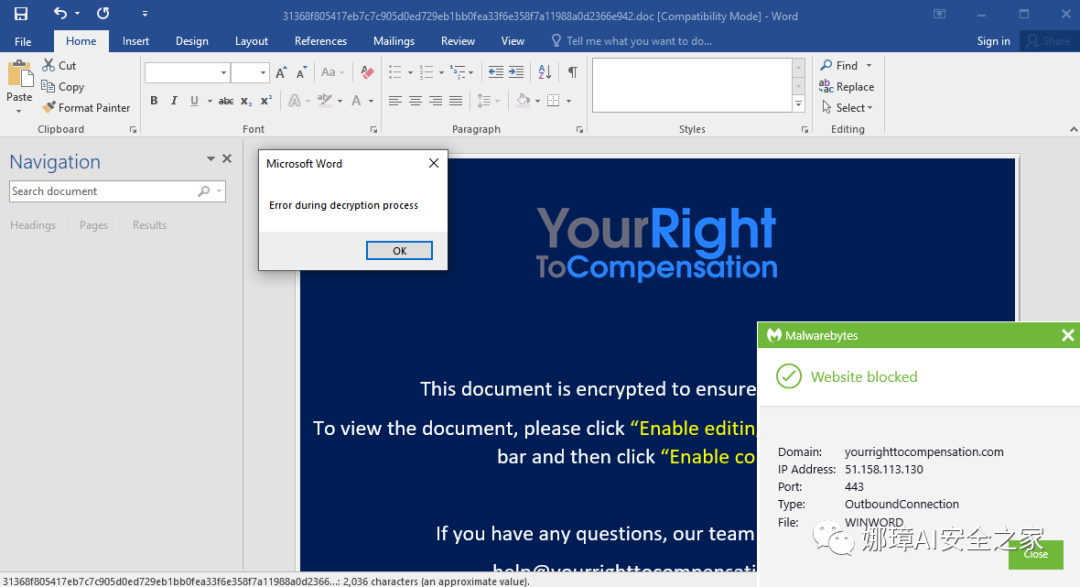 31368f805417eb7c7c905d0ed729eb1bb0fea33f6e358f7a11988a0d2366e942.doc [Compatibility Mode] - Word
File Home Insert Design Layout References Mailings Review View Tell me what you want to do... Sign in Share
Cut
Copy
Format Painter
Paste
Clipboard
Aa
B I U abc x₂ x²
Font
Paragraph
Styles
Find
Replace
Select
Editing
Navigation
Search document
Headings Pages Results
Microsoft Word
Error during decryption process
OK
YourRight
ToCompensation
This document is encrypted to ensure
To view the document, please click “Enable editin
bar and then click “Enable co
If you have any questions, our team
help@yourrighttocompensati
Malwarebytes
Website blocked
Domain: yourrighttocompensation.com
IP Address: 51.158.113.130
Port: 443
Type: OutboundConnection
File: WINWORD
娜璋AI安全之家
Close
31368f805417eb7c7c905d0ed729eb1bb0fea33f6e358f7a11988a0d2366...: 2,036 characters (an approximate value).